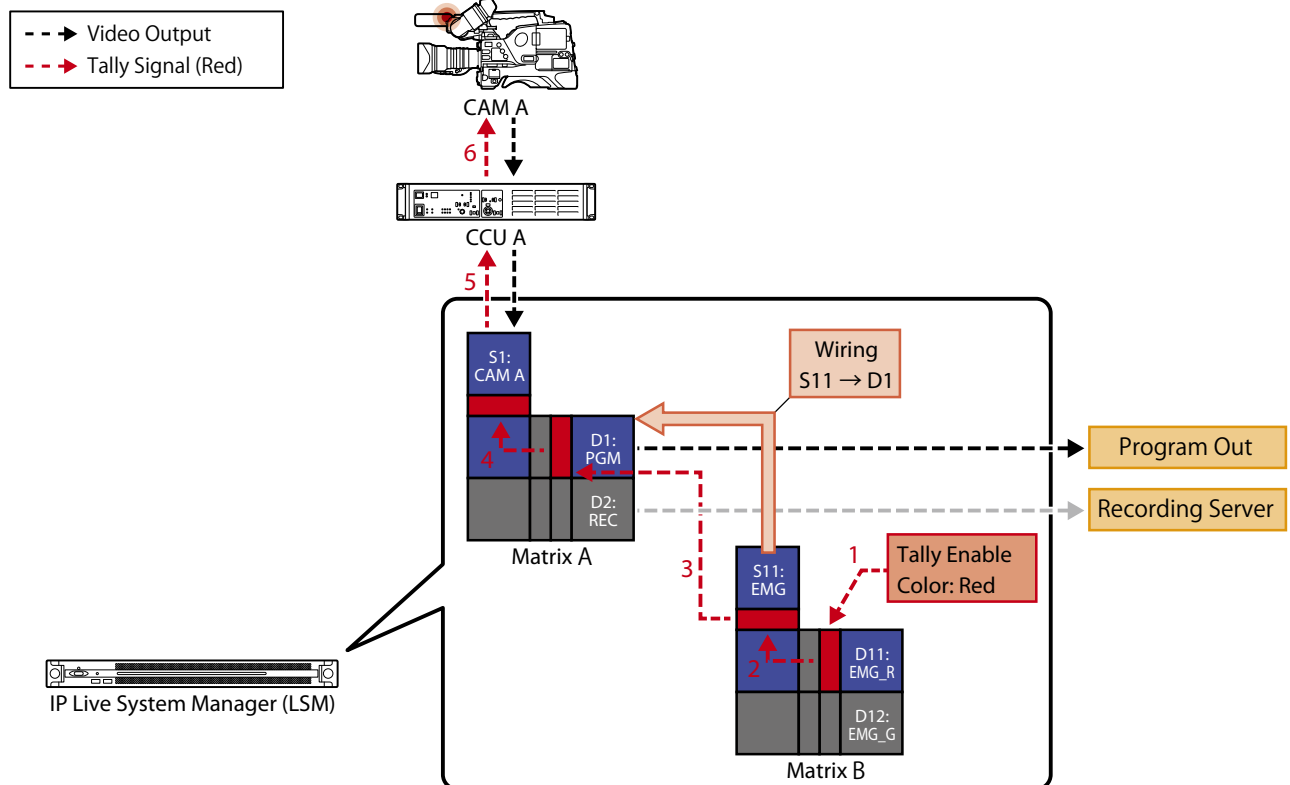 Video Output
Tally Signal (Red)
CAM A
6
CCU A
5
S1:
CAM A
Wiring
S11 → D1
4
D1:
PGM
Program Out
D2:
REC
Recording Server
Matrix A
3
S11:
EMG
1
Tally Enable
Color: Red
2
D11:
EMG_R
IP Live System Manager (LSM)
D12:
EMG_G
Matrix B